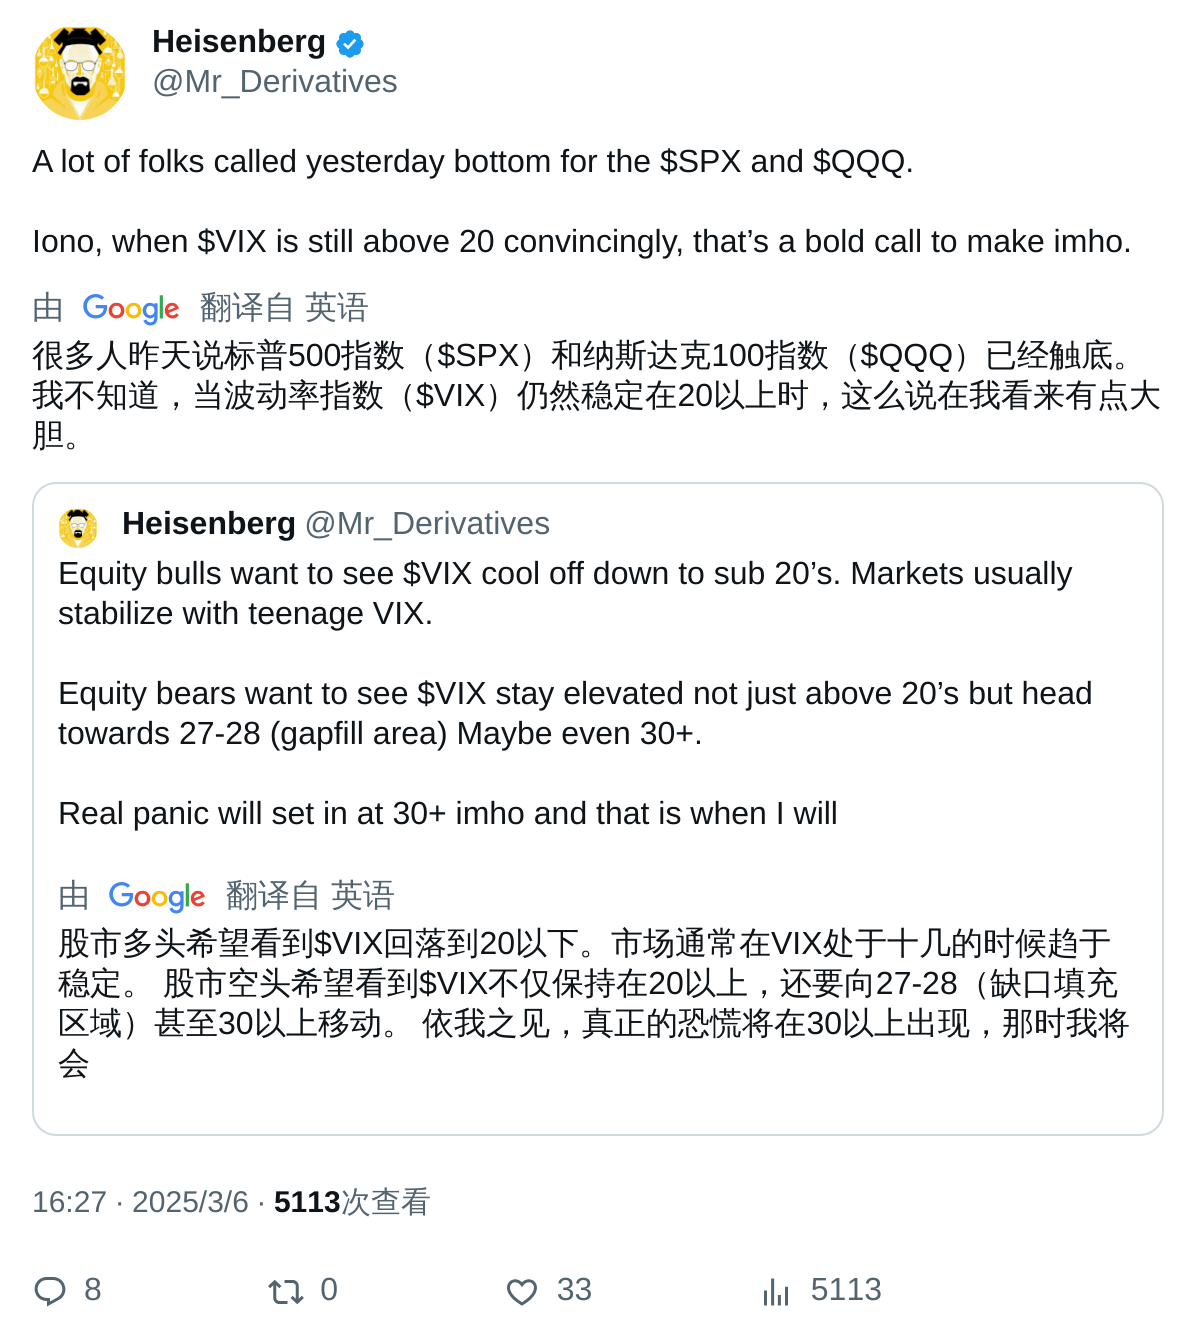 Heisenberg
@Mr_Derivatives
A lot of folks called yesterday bottom for the $SPX and $QQQ.
Iono, when $VIX is still above 20 convincingly, that’s a bold call to make imho.
由 Google 翻译自 英语
很多人昨天说标普500指数（$SPX）和纳斯达克100指数（$QQQ）已经触底。
我不知道，当波动率指数（$VIX）仍然稳定在20以上时，这么说在我看来有点大
胆。
Heisenberg @Mr_Derivatives
Equity bulls want to see $VIX cool off down to sub 20’s. Markets usually
stabilize with teenage VIX.
Equity bears want to see $VIX stay elevated not just above 20’s but head
towards 27-28 (gapfill area) Maybe even 30+.
Real panic will set in at 30+ imho and that is when I will
由 Google 翻译自 英语
股市多头希望看到$VIX回落到20以下。市场通常在VIX处于十几的时候趋于
稳定。 股市空头希望看到$VIX不仅保持在20以上，还要向27-28（缺口填充
区域）甚至30以上移动。 依我之见，真正的恐慌将在30以上出现，那时我将
会
16:27 · 2025/3/6 · 5113次查看
8 0 33 5113